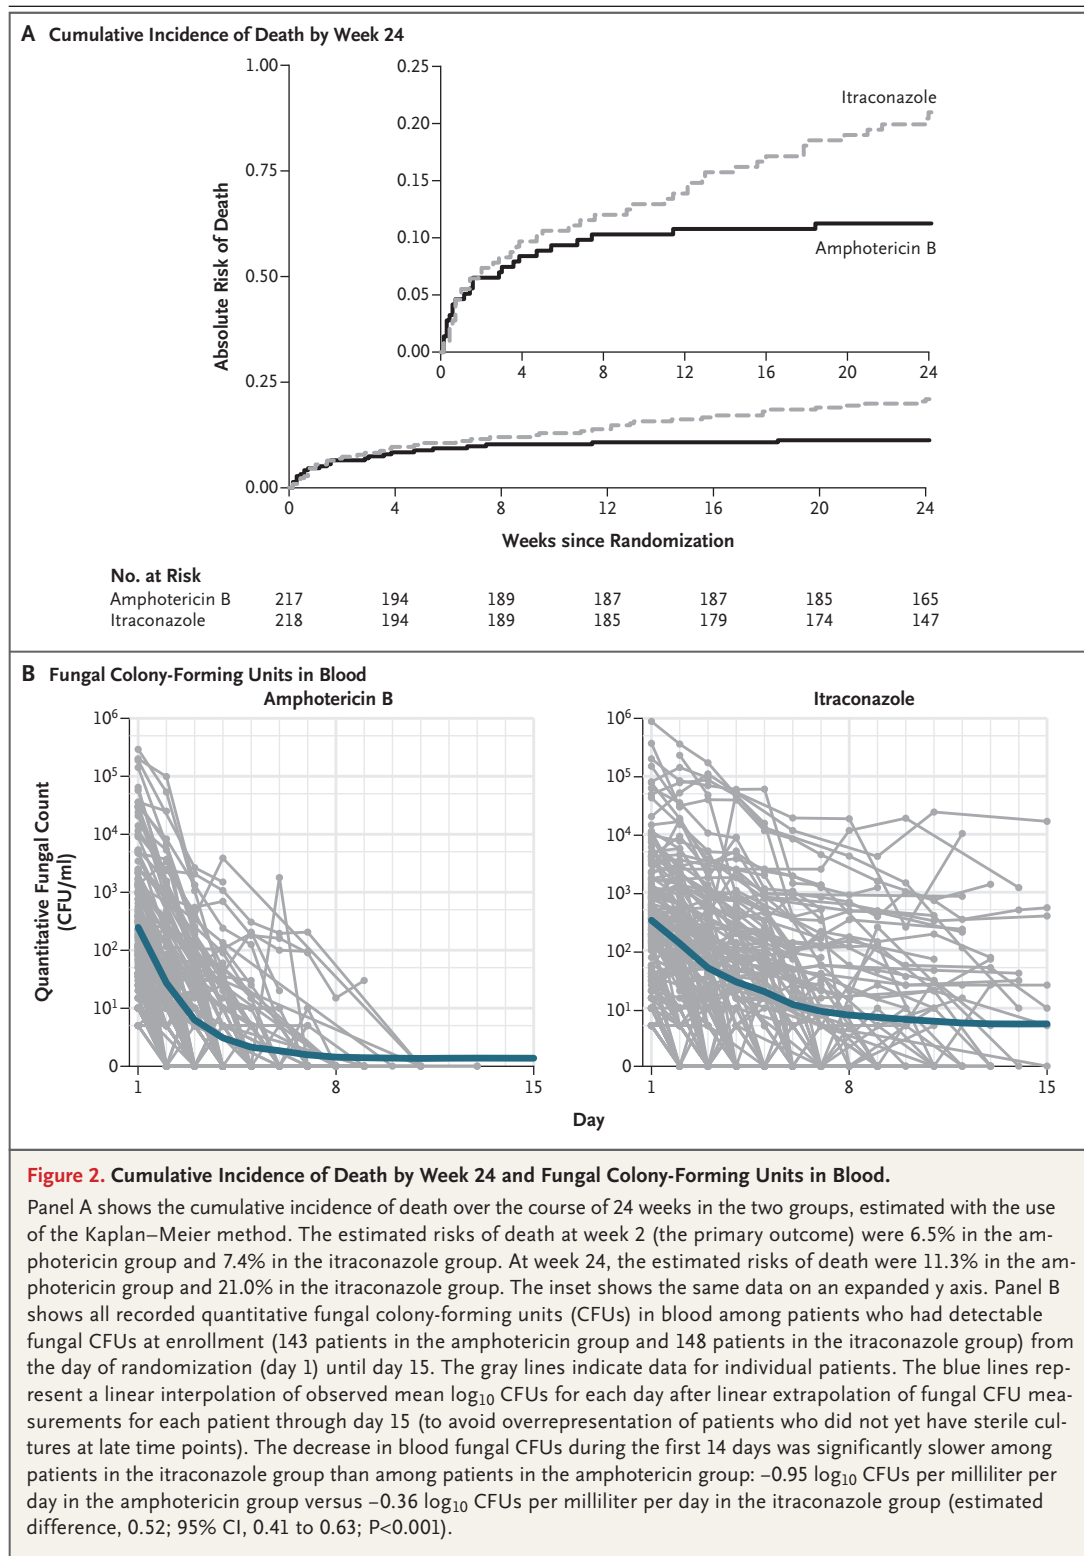 A Cumulative Incidence of Death by Week 24
1.00
0.75
0.50
0.25
0.00
Absolute Risk of Death
0.25
0.20
0.15
0.10
0.05
0.00
Itraconazole
Amphotericin B
0 4 8 12 16 20 24
0 4 8 12 16 20 24
Weeks since Randomization
No. at Risk
Amphotericin B 217 194 189 187 187 185 165
Itraconazole 218 194 189 185 179 174 147
B Fungal Colony-Forming Units in Blood
Amphotericin B
Quantitative Fungal Count
(CFU/ml)
10⁶
10⁵
10⁴
10³
10²
10¹
0
1 8 15
Itraconazole
10⁶
10⁵
10⁴
10³
10²
10¹
0
1 8 15
Day
Figure 2. Cumulative Incidence of Death by Week 24 and Fungal Colony-Forming Units in Blood.
Panel A shows the cumulative incidence of death over the course of 24 weeks in the two groups, estimated with the use
of the Kaplan–Meier method. The estimated risks of death at week 2 (the primary outcome) were 6.5% in the am-
photericin group and 7.4% in the itraconazole group. At week 24, the estimated risks of death were 11.3% in the am-
photericin group and 21.0% in the itraconazole group. The inset shows the same data on an expanded y axis. Panel B
shows all recorded quantitative fungal colony-forming units (CFUs) in blood among patients who had detectable
fungal CFUs at enrollment (143 patients in the amphotericin group and 148 patients in the itraconazole group) from
the day of randomization (day 1) until day 15. The gray lines indicate data for individual patients. The blue lines rep-
resent a linear interpolation of observed mean log₁₀ CFUs for each day after linear extrapolation of fungal CFU mea-
surements for each patient through day 15 (to avoid overrepresentation of patients who did not yet have sterile cul-
tures at late time points). The decrease in blood fungal CFUs during the first 14 days was significantly slower among
patients in the itraconazole group than among patients in the amphotericin group: −0.95 log₁₀ CFUs per milliliter per
day in the amphotericin group versus −0.36 log₁₀ CFUs per milliliter per day in the itraconazole group (estimated
difference, 0.52; 95% CI, 0.41 to 0.63; P<0.001).